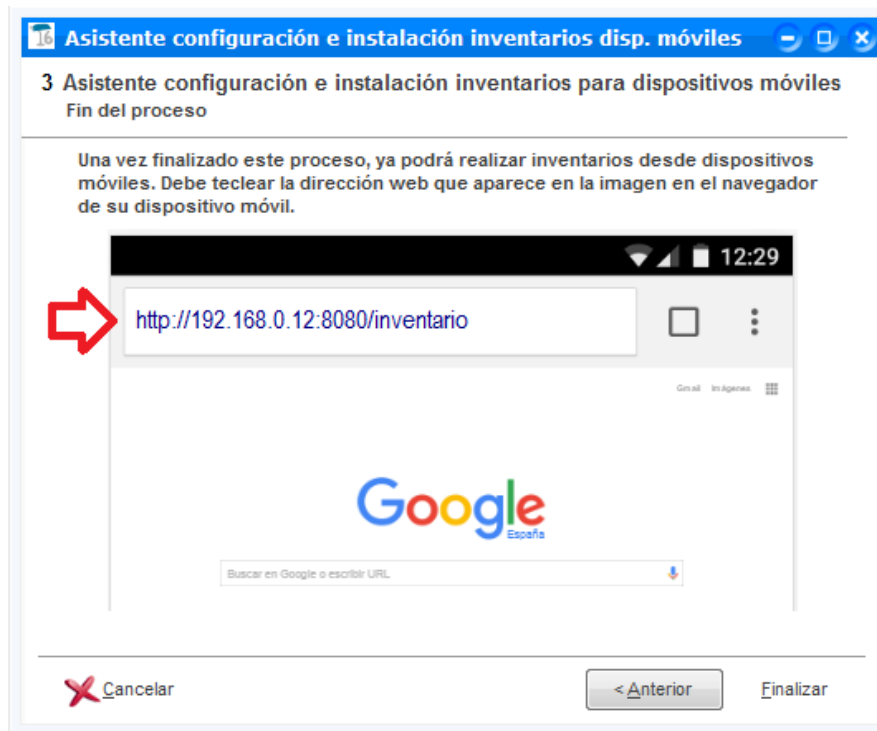 16 Asistente configuración e instalación inventarios disp. móviles
3 Asistente configuración e instalación inventarios para dispositivos móviles
Fin del proceso
Una vez finalizado este proceso, ya podrá realizar inventarios desde dispositivos
móviles. Debe teclear la dirección web que aparece en la imagen en el navegador
de su dispositivo móvil.
12:29
http://192.168.0.12:8080/inventario
Gmail Imágenes
Google
España
Buscar en Google o escribir URL
Cancelar
< Anterior
Finalizar